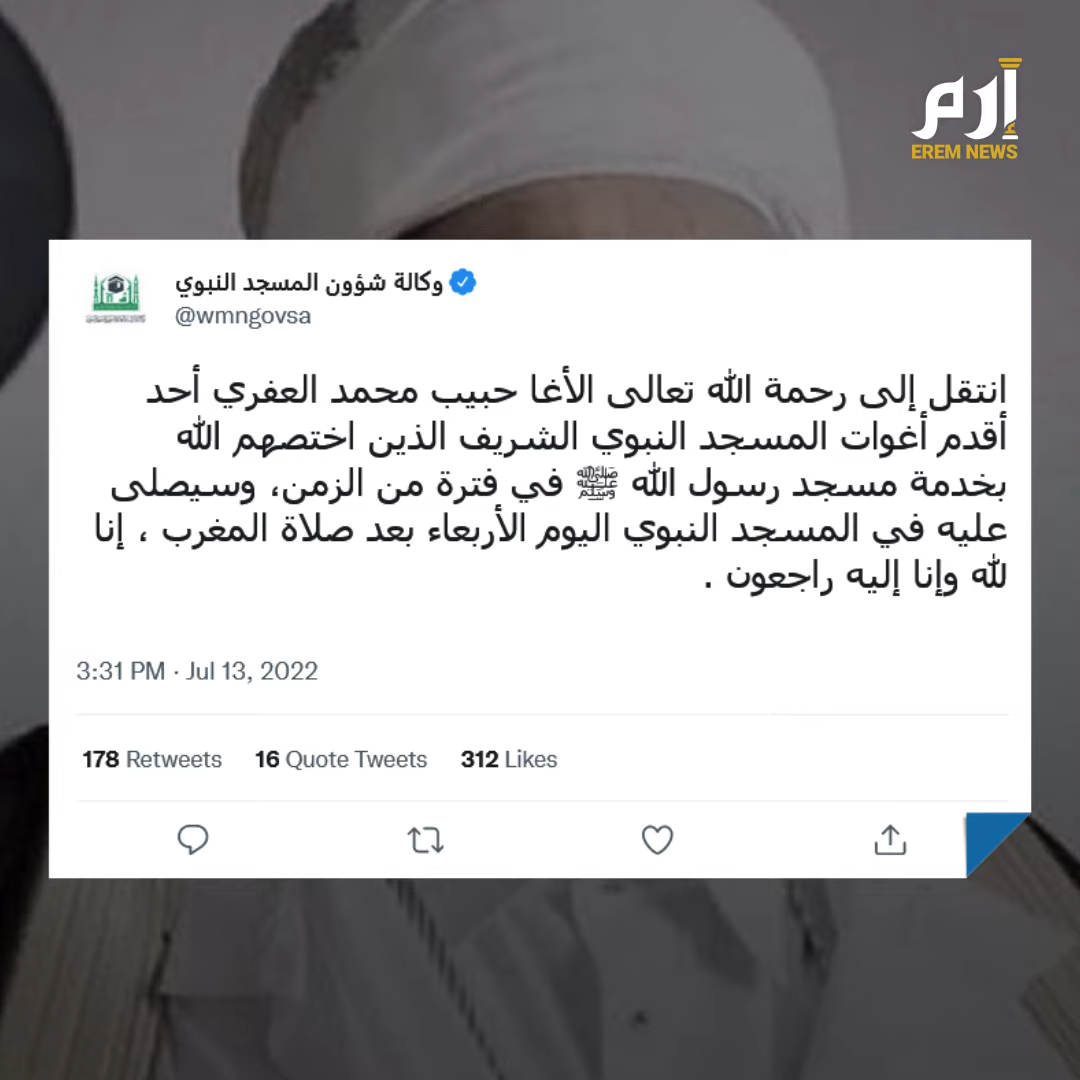 إرم
EREM NEWS
وكالة شؤون المسجد النبوي
@wmngovsa
انتقل إلى رحمة الله تعالى الأغا حبيب محمد العفري أحد
أقدم أغوات المسجد النبوي الشريف الذين اختصهم الله
بخدمة مسجد رسول الله ﷺ في فترة من الزمن، وسيصلى
عليه في المسجد النبوي اليوم الأربعاء بعد صلاة المغرب ، إنا
لله وإنا إليه راجعون .
3:31 PM · Jul 13, 2022
178 Retweets 16 Quote Tweets 312 Likes